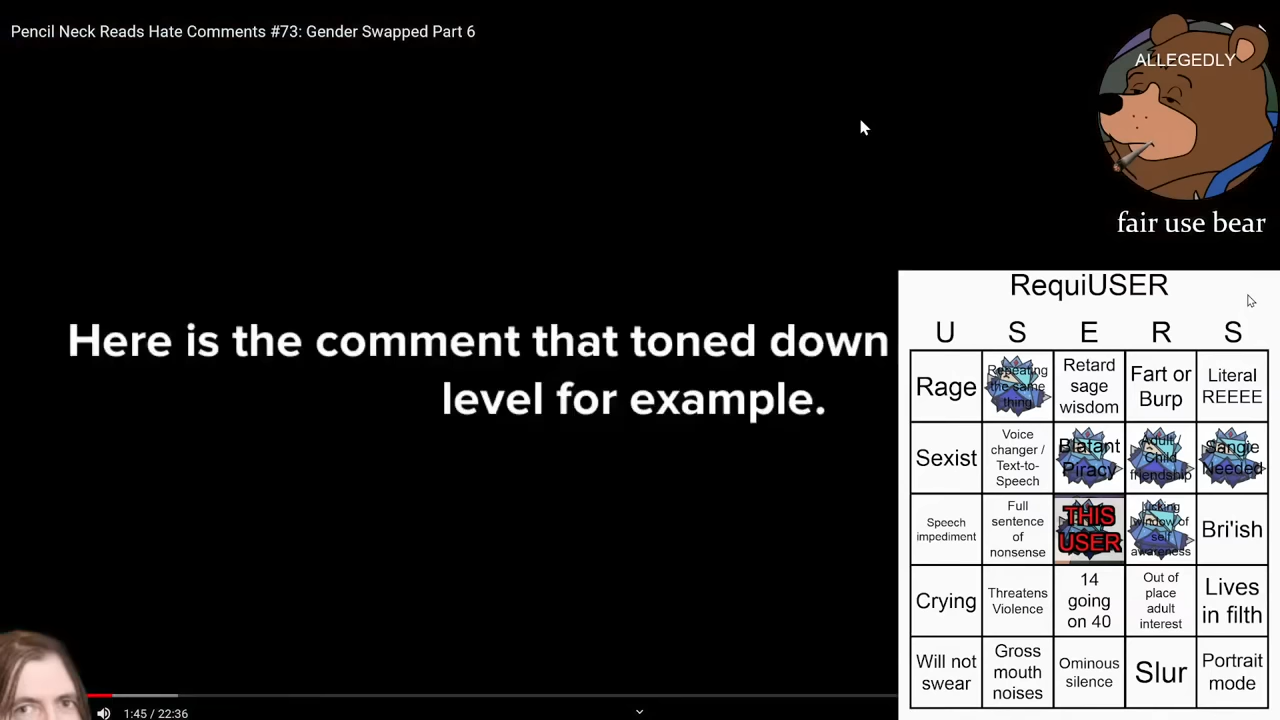 Pencil Neck Reads Hate Comments #73: Gender Swapped Part 6
ALLEGEDLY
fair use bear
Here is the comment that toned down
level for example.
RequiUSER
U S E R S
Rage
Repeating
the same
thing
Retard
sage
wisdom
Fart or
Burp
Literal
REEEE
Sexist
Voice
changer /
Text-to-
Speech
Blatant
Piracy
Adult /
Child
friendship
Sangie
Needed
Speech
impediment
Full
sentence
of
nonsense
THIS
USER
window of
self
awareness
Bri'ish
Crying
Threatens
Violence
14
going
on 40
Out of
place
adult
interest
Lives
in filth
Will not
swear
Gross
mouth
noises
Ominous
silence
Slur
Portrait
mode
1:45 / 22:36